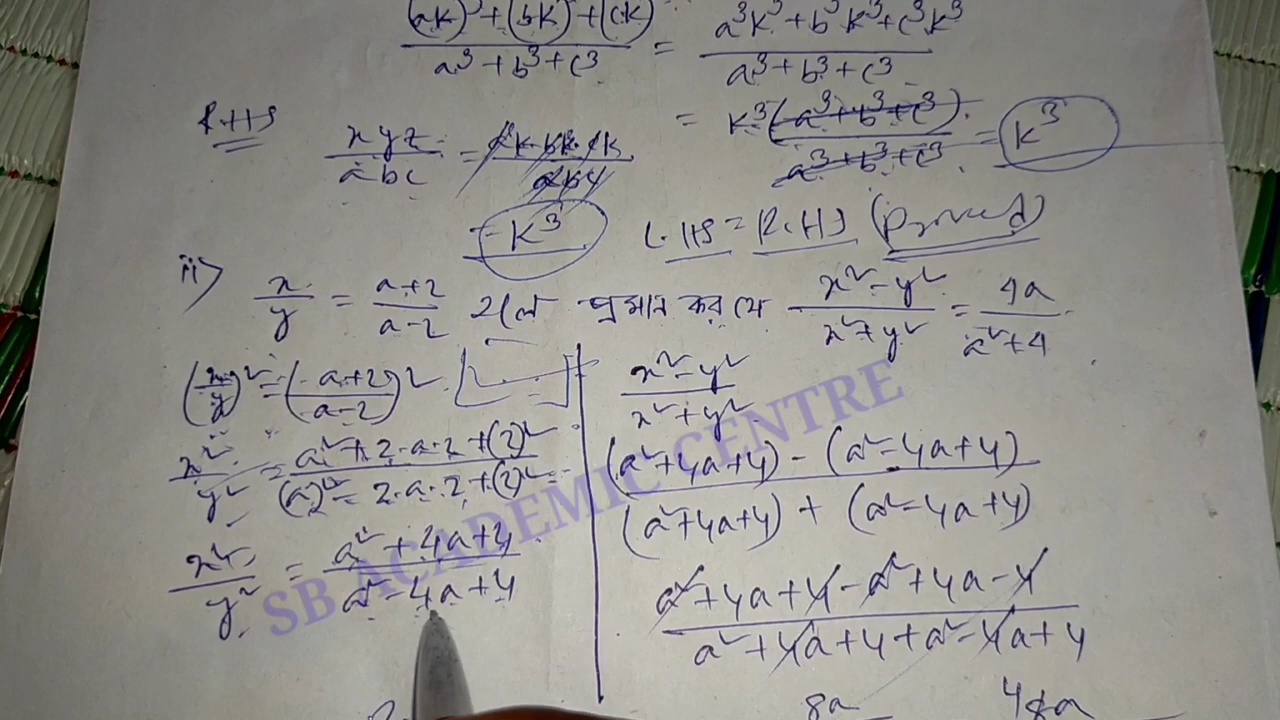 (ak)³ + (bk)³ + (ck)³ / a³ + b³ + c³ = a³k³ + b³k³ + c³k³ / a³ + b³ + c³
= k³(a³ + b³ + c³) / a³ + b³ + c³ = k³
R.HS xyz / abc = ak.bk.ck / abc
= k³ L.HS = R.HS (Proved)
ii) x/y = a+2 / a-2 হলে প্রমান কর যে x² - y² / x² + y² = 4a / a² + 4
(x/y)² = (a+2 / a-2)²
x²/y² = a² + 2·a·2 + (2)² / (a)² - 2·a·2 + (2)²
x²/y² = a² + 4a + 4 / a² - 4a + 4
x² - y² / x² + y²
(a² + 4a + 4) - (a² - 4a + 4) / (a² + 4a + 4) + (a² - 4a + 4)
a² + 4a + 4 - a² + 4a - 4 / a² + 4a + 4 + a² - 4a + 4
8a 4 8a
SB ACADEMIC CENTRE